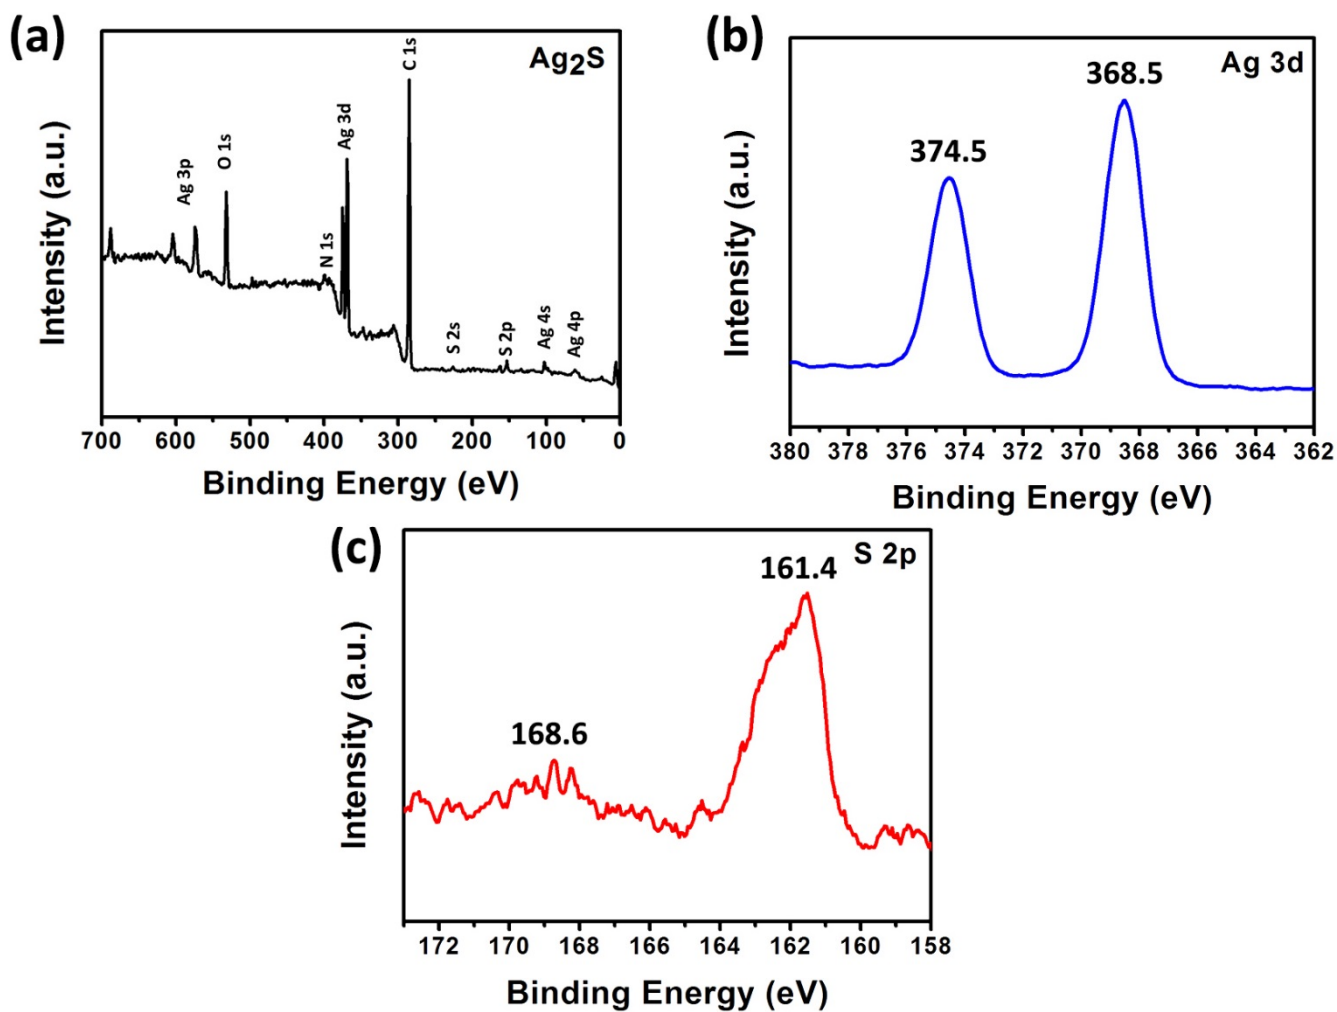 (a)
Ag2S
Ag 3p
O 1s
N 1s
Ag 3d
C 1s
S 2s
S 2p
Ag 4s
Ag 4p
Intensity (a.u.)
700 600 500 400 300 200 100 0
Binding Energy (eV)
(b)
Ag 3d
374.5
368.5
Intensity (a.u.)
380 378 376 374 372 370 368 366 364 362
Binding Energy (eV)
(c)
S 2p
161.4
168.6
Intensity (a.u.)
172 170 168 166 164 162 160 158
Binding Energy (eV)